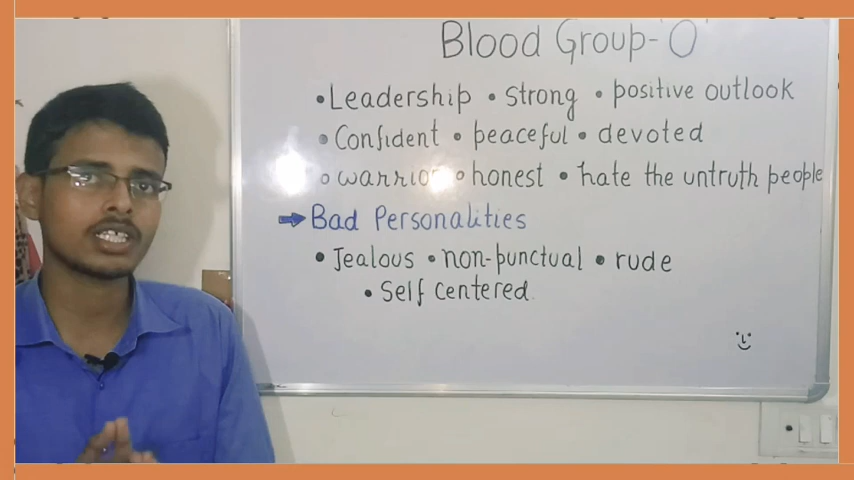 Blood Group-'O'
• Leadership • strong • positive outlook
• Confident • peaceful • devoted
• warrior • honest • hate the untruth people
➡ Bad Personalities
• Jealous • non-punctual • rude
• Self centered